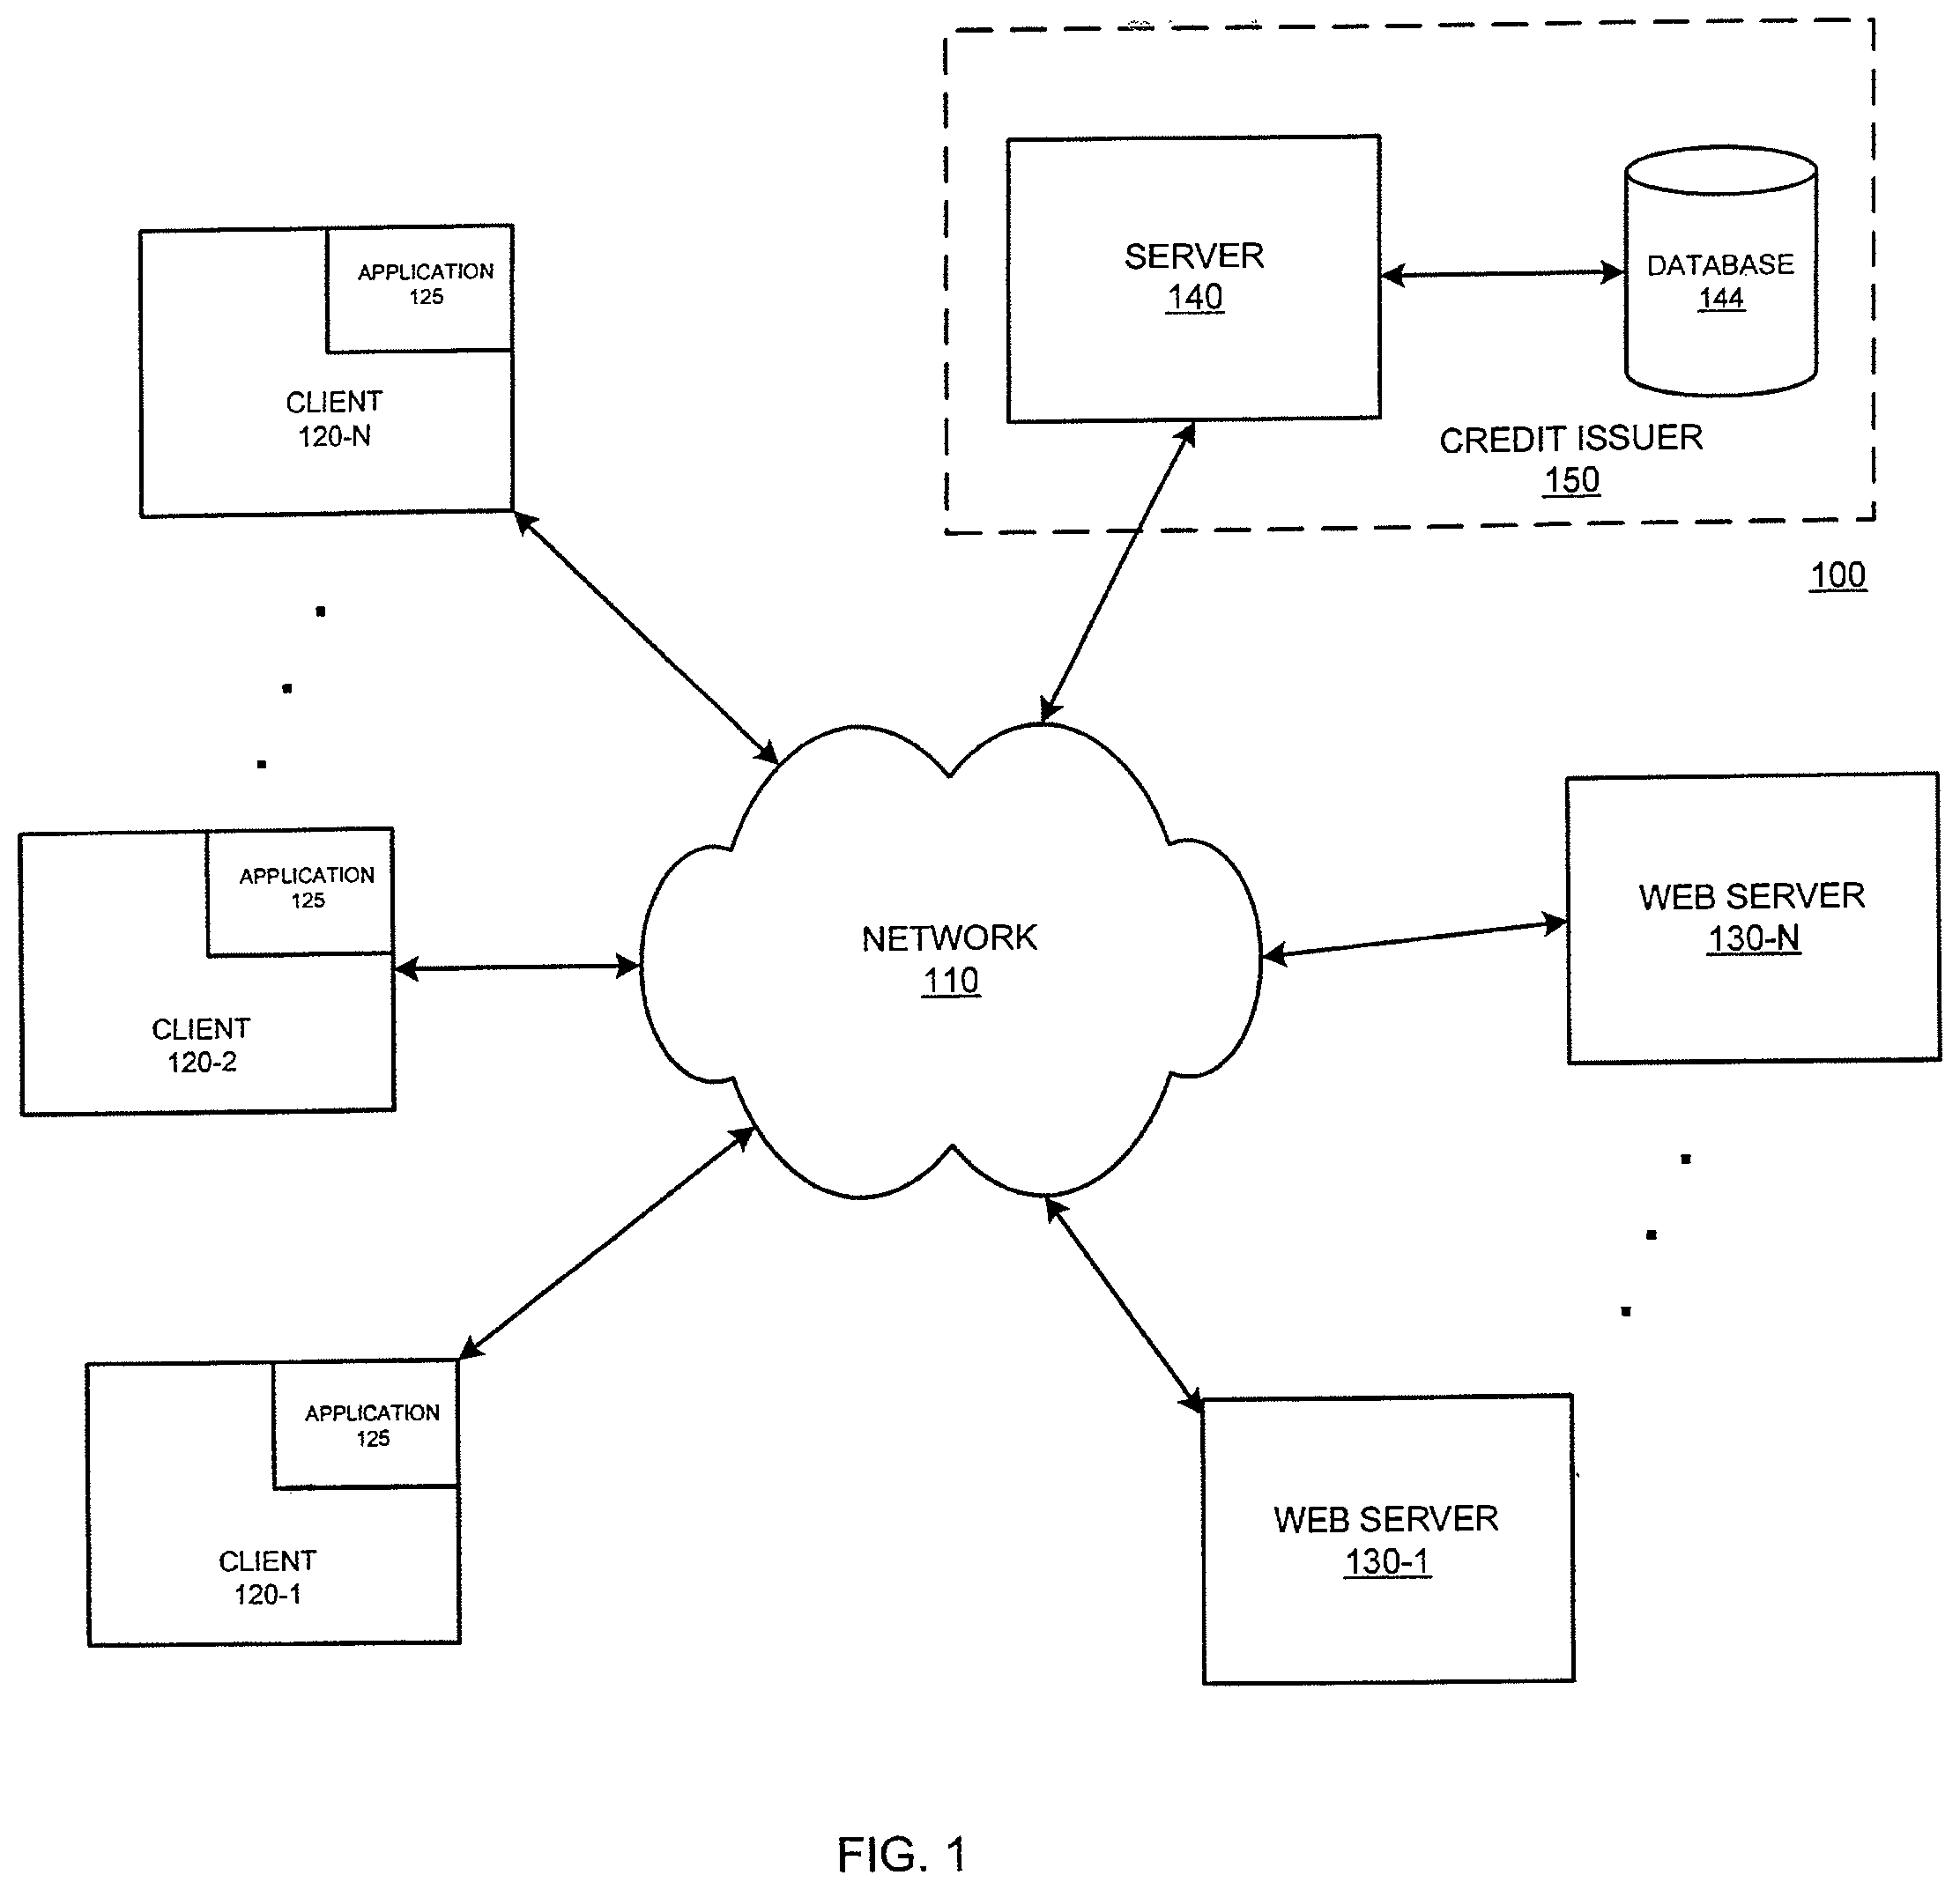 SERVER
140
DATABASE
144
CREDIT ISSUER
150
100
APPLICATION
125
CLIENT
120-N
APPLICATION
125
CLIENT
120-2
NETWORK
110
WEB SERVER
130-N
APPLICATION
125
CLIENT
120-1
WEB SERVER
130-1
FIG. 1